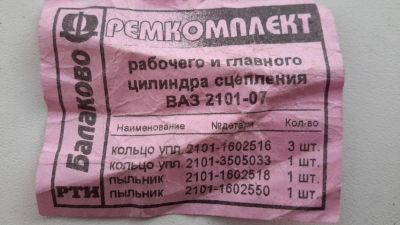 РЕМКОМПЛЕКТ
рабочего и главного
цилиндра сцепления
ВАЗ 2101-07
Наименование №детали Кол-во
кольцо упл. 2101-1602516 3 шт.
кольцо упл. 2101-3505033 1 шт.
пыльник 2101-1602518 1 шт.
пыльник 2101-1602550 1 шт.
Балаково
РТИ